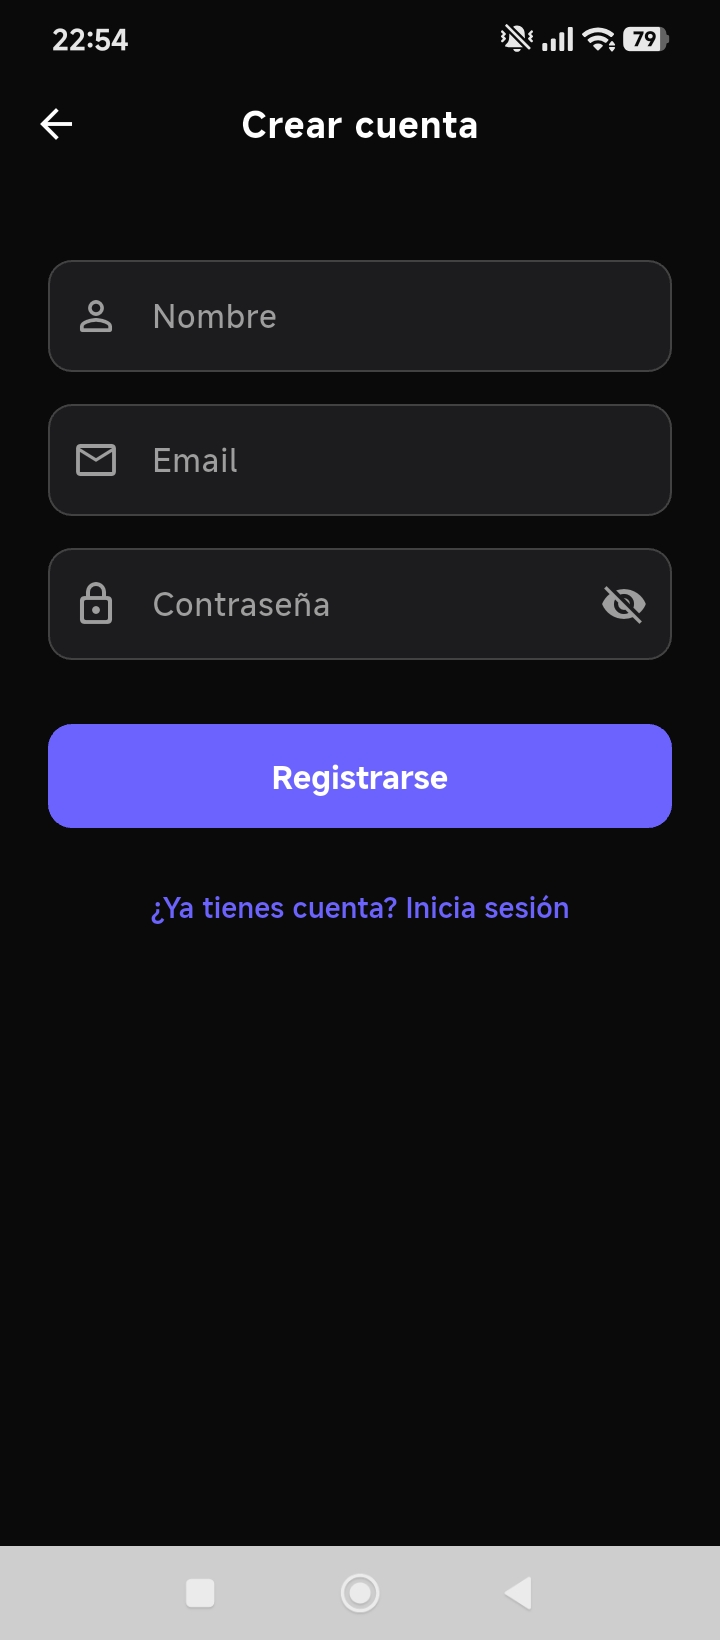 22:54
79
Crear cuenta
Nombre
Email
Contraseña
Registrarse
¿Ya tienes cuenta? Inicia sesión